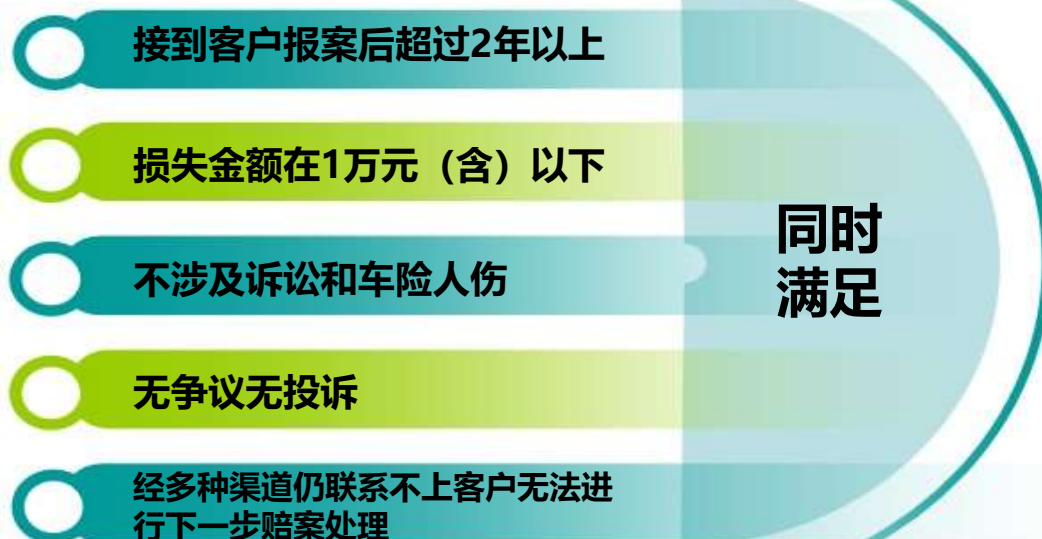 接到客户报案后超过2年以上
损失金额在1万元（含）以下
同时
满足
不涉及诉讼和车险人伤
无争议无投诉
经多种渠道仍联系不上客户无法进
行下一步赔案处理